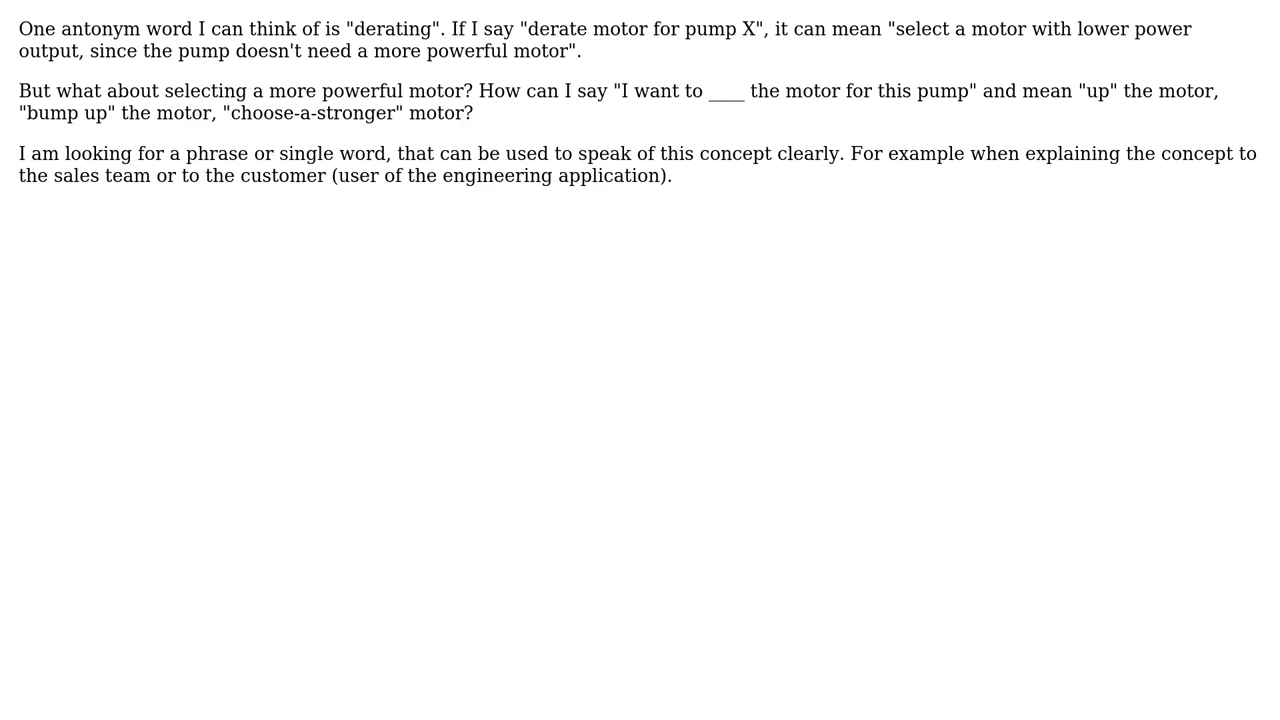 One antonym word I can think of is "derating". If I say "derate motor for pump X", it can mean "select a motor with lower power
output, since the pump doesn't need a more powerful motor".
But what about selecting a more powerful motor? How can I say "I want to ____ the motor for this pump" and mean "up" the motor,
"bump up" the motor, "choose-a-stronger" motor?
I am looking for a phrase or single word, that can be used to speak of this concept clearly. For example when explaining the concept to
the sales team or to the customer (user of the engineering application).